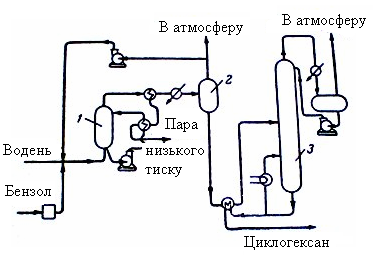 В атмосферу
В атмосферу
2
1
Пара
Водень
низького
тиску
3
М
Бензол
Циклогексан